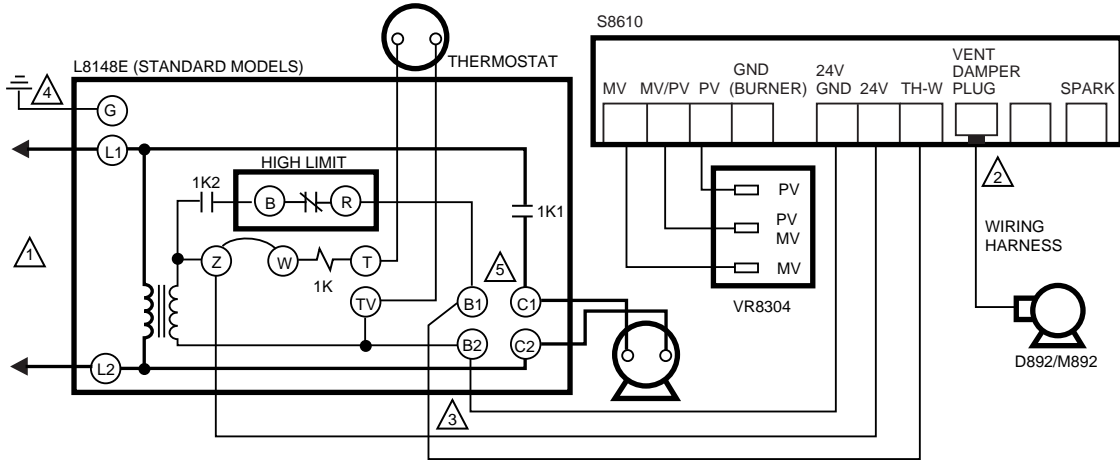 S8610
THERMOSTAT
L8148E (STANDARD MODELS)
VENT
DAMPER
PLUG
GND
(BURNER)
24V
GND
MV
MV/PV
PV
24V
TH-W
SPARK
4
G
L1
HIGH LIMIT
1K2
B
R
1K1
2
PV
PV
MV
MV
VR8304
WIRING
HARNESS
1
Z
W
T
1K
5
TV
B1
C1
B2
C2
L2
D892/M892
3